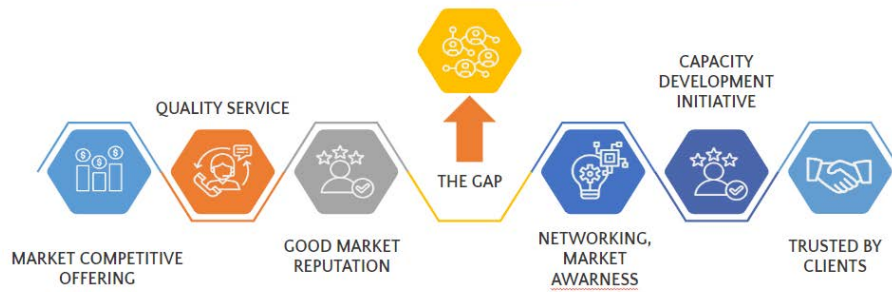 CAPACITY
DEVELOPMENT
INITIATIVE
QUALITY SERVICE
$ $ $
THE GAP
MARKET COMPETITIVE
OFFERING
GOOD MARKET
REPUTATION
NETWORKING,
MARKET
AWARNESS
TRUSTED BY
CLIENTS